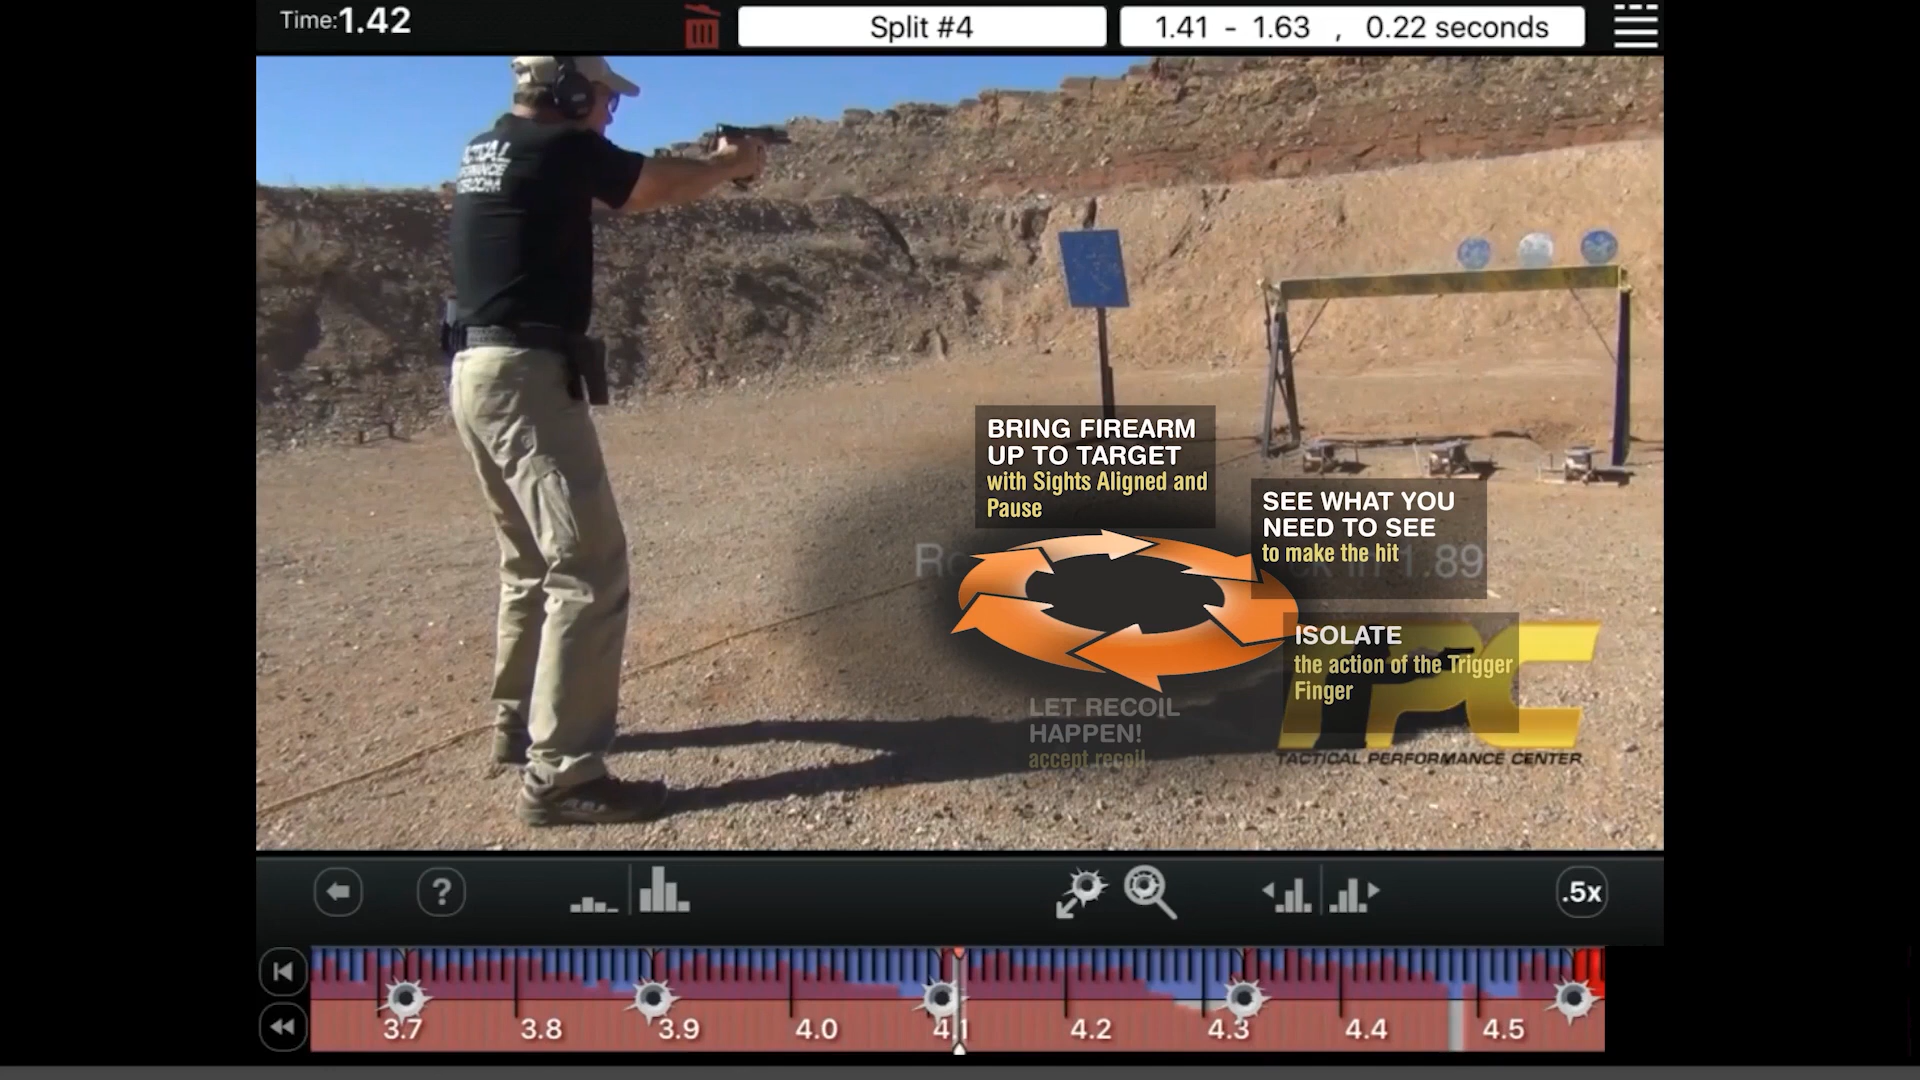 Time:1.42
Split #4
1.41 - 1.63 , 0.22 seconds
BRING FIREARM
UP TO TARGET
with Sights Aligned and
Pause
SEE WHAT YOU
NEED TO SEE
to make the hit
1.89
ISOLATE
the action of the Trigger
Finger
LET RECOIL
HAPPEN!
accept recoil
TPC
TACTICAL PERFORMANCE CENTER
?
.5x
3.7 3.8 3.9 4.0 4.1 4.2 4.3 4.4 4.5